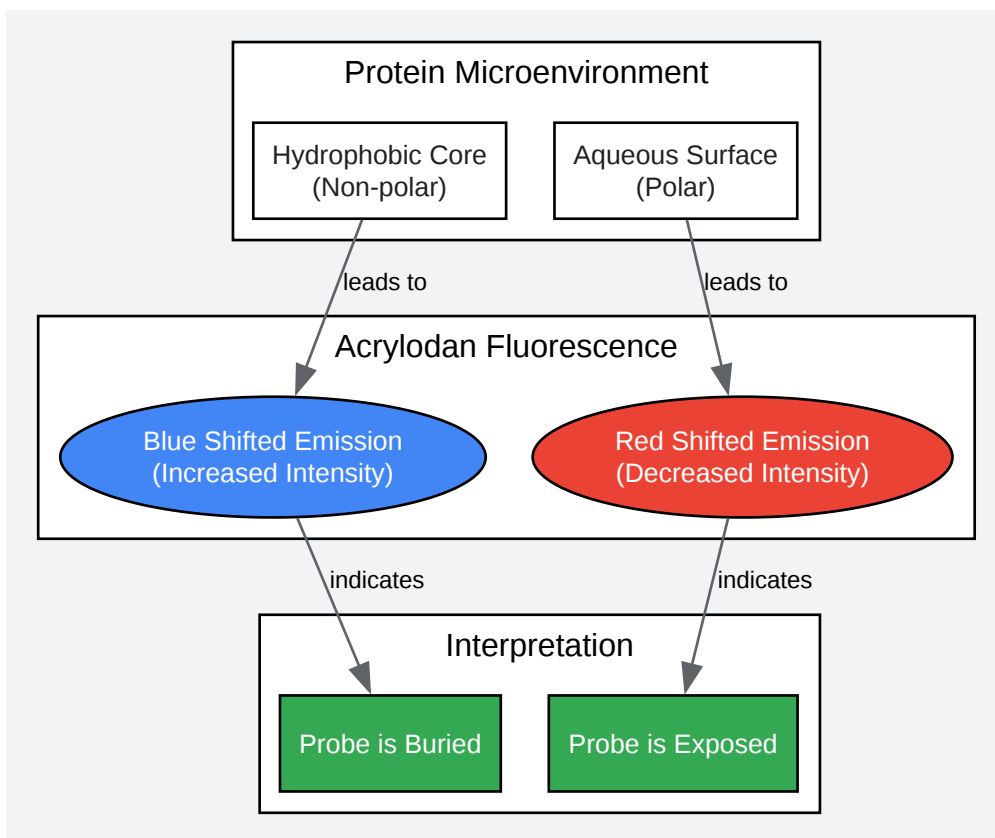 Protein Microenvironment
Hydrophobic Core
(Non-polar)
Aqueous Surface
(Polar)
leads to
leads to
Acrylodan Fluorescence
Blue Shifted Emission
(Increased Intensity)
Red Shifted Emission
(Decreased Intensity)
indicates
indicates
Interpretation
Probe is Buried
Probe is Exposed